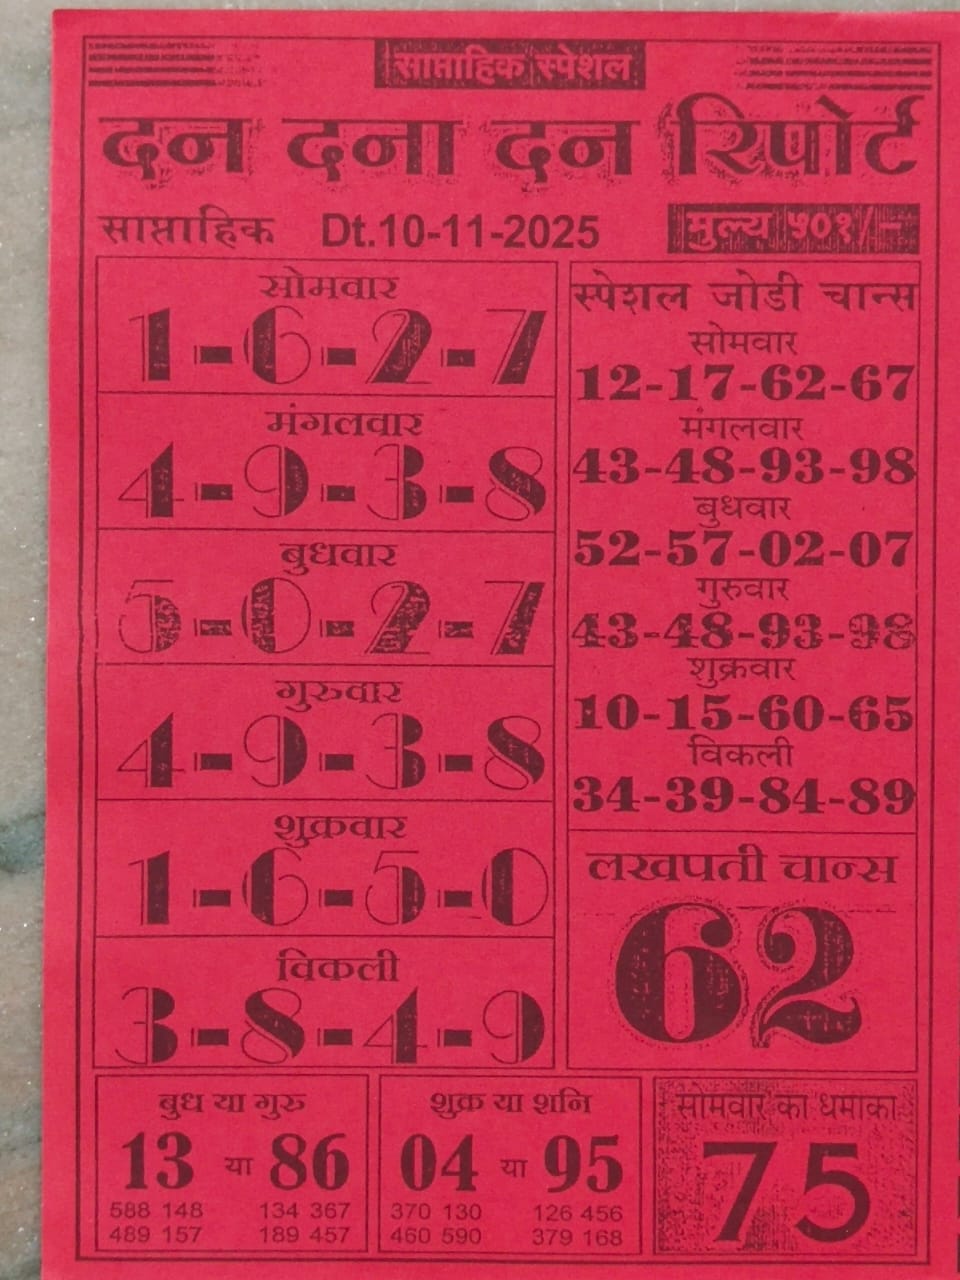 साप्ताहिक स्पेशल
दन दना दन रिपोर्ट
साप्ताहिक Dt.10-11-2025 मुल्य ५०१/-
सोमवार
1-6-2-7
मंगलवार
4-9-3-8
बुधवार
5-0-2-7
गुरुवार
4-9-3-8
शुक्रवार
1-6-5-0
विकली
3-8-4-9
स्पेशल जोडी चान्स
सोमवार
12-17-62-67
मंगलवार
43-48-93-98
बुधवार
52-57-02-07
गुरुवार
43-48-93-98
शुक्रवार
10-15-60-65
विकली
34-39-84-89
लखपती चान्स
62
बुध या गुरु
13 या 86
588 148 134 367
489 157 189 457
शुक्र या शनि
04 या 95
370 130 126 456
460 590 379 168
सोमवार का धमाका
75